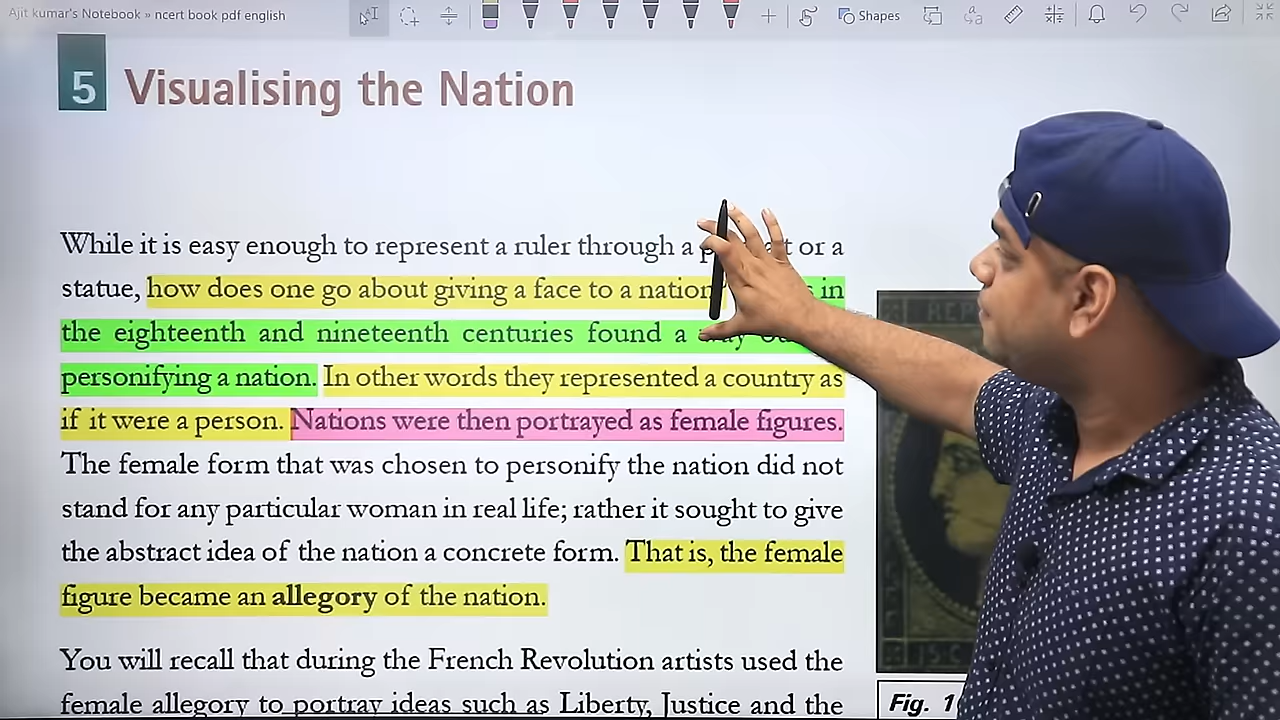 Ajit kumar's Notebook » ncert book pdf english
Shapes
5 Visualising the Nation
While it is easy enough to represent a ruler through a or a
statue, how does one go about giving a face to a nation in
the eighteenth and nineteenth centuries found a way
personifying a nation. In other words they represented a country as
if it were a person. Nations were then portrayed as female figures.
The female form that was chosen to personify the nation did not
stand for any particular woman in real life; rather it sought to give
the abstract idea of the nation a concrete form. That is, the female
figure became an allegory of the nation.
You will recall that during the French Revolution artists used the
female allegory to portray ideas such as Liberty, Justice and the
REP
Fig. 1